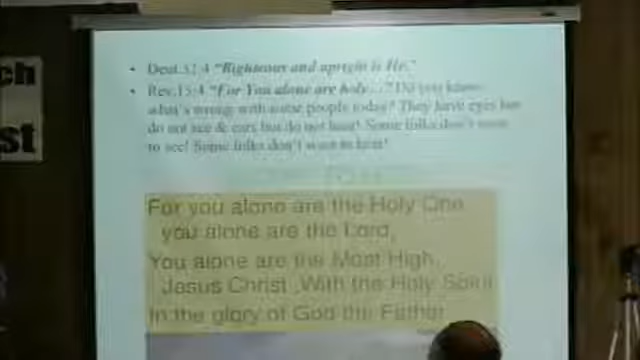 ch
st
• Deut.32:4 "Righteous and upright is He."
• Rev.15:4 "For You alone are holy…" Do you know
what's wrong with some people today? They have eyes but
do not see & ears but do not hear! Some folks don't want
to see! Some folks don't want to hear!
For you alone are the Holy One
you alone are the Lord,
You alone are the Most High,
Jesus Christ ,With the Holy Spirit
In the glory of God the Father